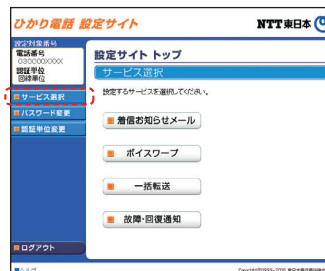 ひかり電話 設定サイト
NTT東日本
設定対象番号
電話番号
030000XXXX
認証単位
回線単位
サービス選択
パスワード変更
認証単位変更
ログアウト
設定サイト トップ
サービス選択
設定するサービスを選択してください。
着信お知らせメール
ボイスワープ
一括転送
故障・回復通知